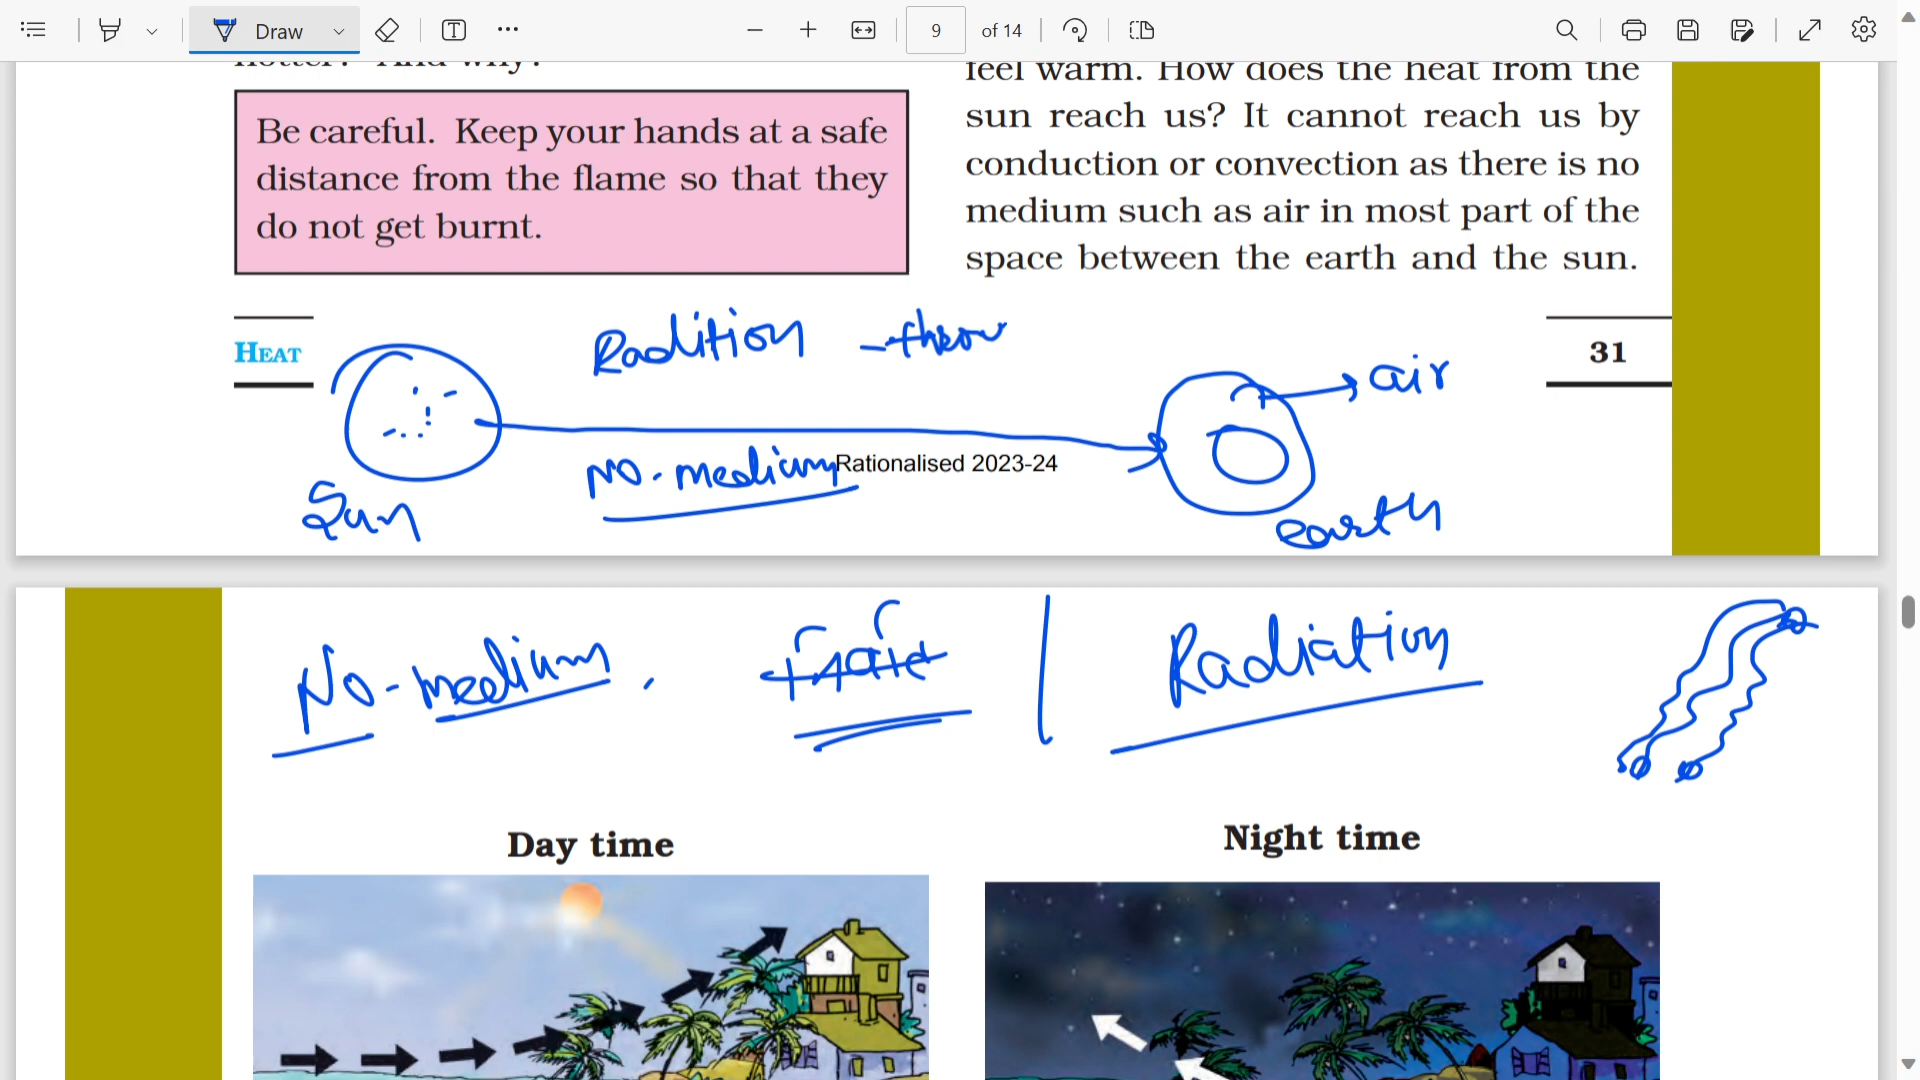 Draw
9 of 14
hotter? And why?
Be careful. Keep your hands at a safe
distance from the flame so that they
do not get burnt.
feel warm. How does the heat from the
sun reach us? It cannot reach us by
conduction or convection as there is no
medium such as air in most part of the
space between the earth and the sun.
HEAT
Radition - throw
31
air
NO. medium
Rationalised 2023-24
Sun
earth
No-medium.
Radiation
Day time
Night time